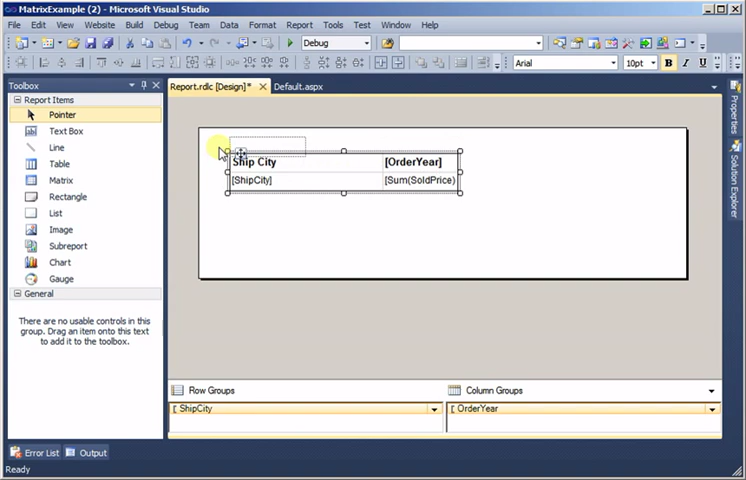 MatrixExample (2) - Microsoft Visual Studio
File Edit View Website Build Debug Team Data Format Report Tools Test Window Help
Debug
Arial 10pt B I U
Toolbox
Report.rdlc [Design]* Default.aspx
Report Items
Pointer
Text Box
Line
Table
Matrix
Rectangle
List
Image
Subreport
Chart
Gauge
General
There are no usable controls in this
group. Drag an item onto this text
to add it to the toolbox.
Ship City [OrderYear]
[ShipCity] [Sum(SoldPrice)
Row Groups Column Groups
[ ShipCity [ OrderYear
Properties
Solution Explorer
Error List Output
Ready